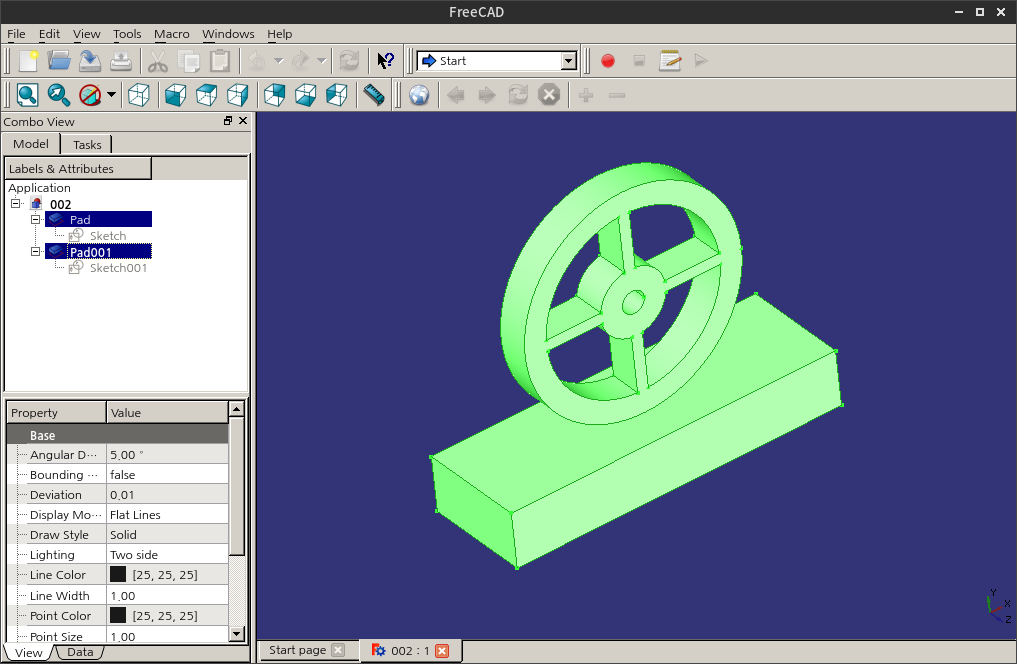 FreeCAD
File Edit View Tools Macro Windows Help
Start
Combo View
Model Tasks
Labels & Attributes
Application
002
Pad
Sketch
Pad001
Sketch001
Property Value
Base
Angular D··· 5,00 °
Bounding ··· false
Deviation 0,01
Display Mo··· Flat Lines
Draw Style Solid
Lighting Two side
Line Color [25, 25, 25]
Line Width 1,00
Point Color [25, 25, 25]
Point Size 1,00
View Data
Start page 002 : 1
Y
X
Z